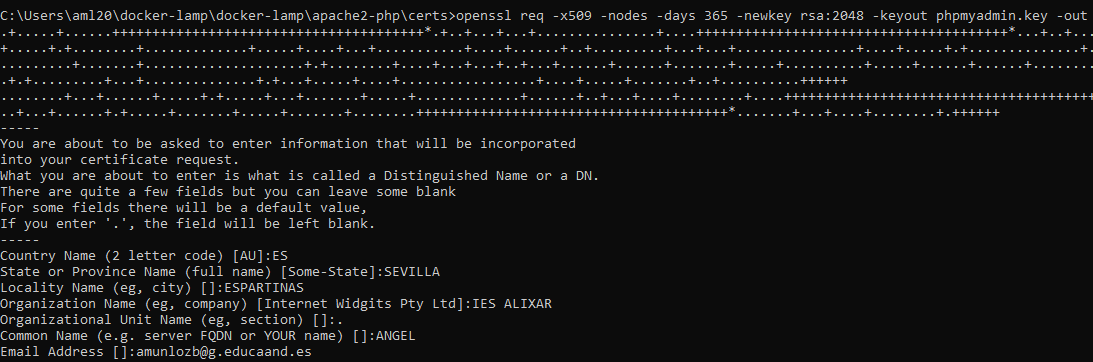 C:\Users\aml20\docker-lamp\docker-lamp\apache2-php\certs>openssl req -x509 -nodes -days 365 -newkey rsa:2048 -keyout phpmyadmin.key -out
-----
You are about to be asked to enter information that will be incorporated
into your certificate request.
What you are about to enter is what is called a Distinguished Name or a DN.
There are quite a few fields but you can leave some blank
For some fields there will be a default value,
If you enter '.', the field will be left blank.
-----
Country Name (2 letter code) [AU]:ES
State or Province Name (full name) [Some-State]:SEVILLA
Locality Name (eg, city) []:ESPARTINAS
Organization Name (eg, company) [Internet Widgits Pty Ltd]:IES ALIXAR
Organizational Unit Name (eg, section) []:.
Common Name (e.g. server FQDN or YOUR name) []:ANGEL
Email Address []:amunlozb@g.educaand.es